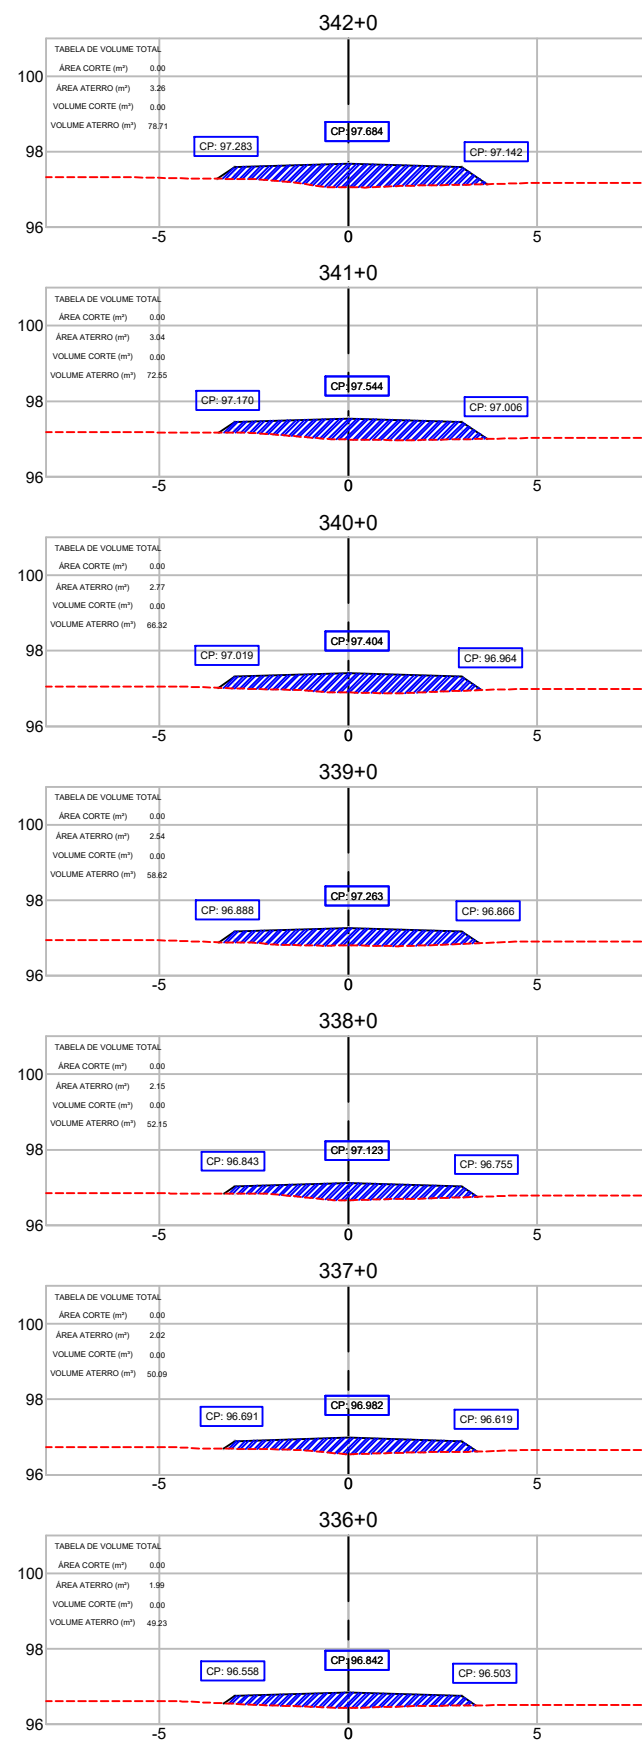 342+0
TABELA DE VOLUME TOTAL
ÁREA CORTE (m²) 0.00
100
ÁREA ATERRO (m²) 3.26
VOLUME CORTE (m³) 0.00
VOLUME ATERRO (m³) 78.71
CP: 97.684
CP: 97.283
CP: 97.142
98
96
-5 0 5
341+0
TABELA DE VOLUME TOTAL
ÁREA CORTE (m²) 0.00
100
ÁREA ATERRO (m²) 3.04
VOLUME CORTE (m³) 0.00
VOLUME ATERRO (m³) 72.55
CP: 97.544
CP: 97.170
CP: 97.006
98
96
-5 0 5
340+0
TABELA DE VOLUME TOTAL
ÁREA CORTE (m²) 0.00
100
ÁREA ATERRO (m²) 2.77
VOLUME CORTE (m³) 0.00
VOLUME ATERRO (m³) 66.32
CP: 97.404
CP: 97.019
CP: 96.964
98
96
-5 0 5
339+0
TABELA DE VOLUME TOTAL
ÁREA CORTE (m²) 0.00
100
ÁREA ATERRO (m²) 2.54
VOLUME CORTE (m³) 0.00
VOLUME ATERRO (m³) 58.62
CP: 97.263
98
CP: 96.888
CP: 96.866
96
-5 0 5
338+0
TABELA DE VOLUME TOTAL
ÁREA CORTE (m²) 0.00
100
ÁREA ATERRO (m²) 2.15
VOLUME CORTE (m³) 0.00
VOLUME ATERRO (m³) 52.15
98
CP: 97.123
CP: 96.843
CP: 96.755
96
-5 0 5
337+0
TABELA DE VOLUME TOTAL
ÁREA CORTE (m²) 0.00
100
ÁREA ATERRO (m²) 2.02
VOLUME CORTE (m³) 0.00
VOLUME ATERRO (m³) 50.09
98
CP: 96.982
CP: 96.691
CP: 96.619
96
-5 0 5
336+0
TABELA DE VOLUME TOTAL
ÁREA CORTE (m²) 0.00
100
ÁREA ATERRO (m²) 1.99
VOLUME CORTE (m³) 0.00
VOLUME ATERRO (m³) 49.23
98
CP: 96.842
CP: 96.558
CP: 96.503
96
-5 0 5